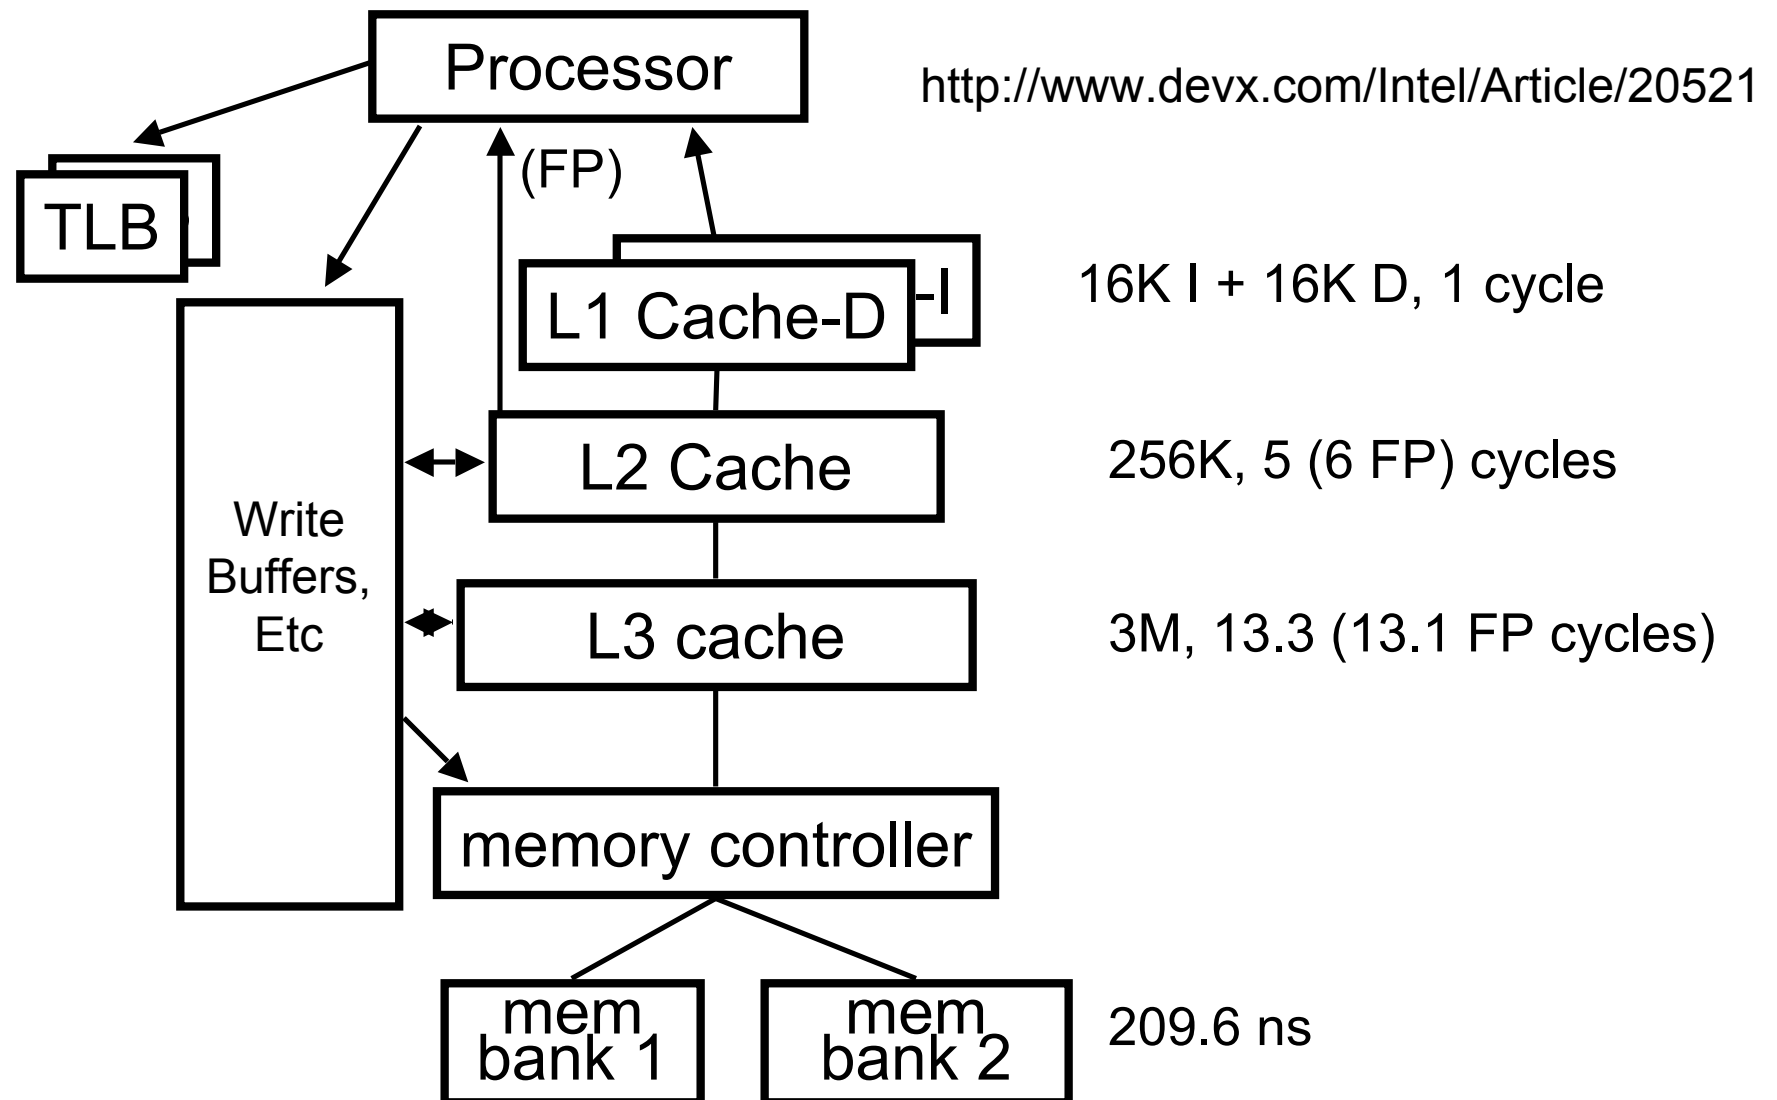 Processor
http://www.devx.com/Intel/Article/20521
(FP)
TLB
-I
L1 Cache-D
16K I + 16K D, 1 cycle
L2 Cache
256K, 5 (6 FP) cycles
Write
Buffers,
Etc
L3 cache
3M, 13.3 (13.1 FP cycles)
memory controller
mem
bank 1
mem
bank 2
209.6 ns